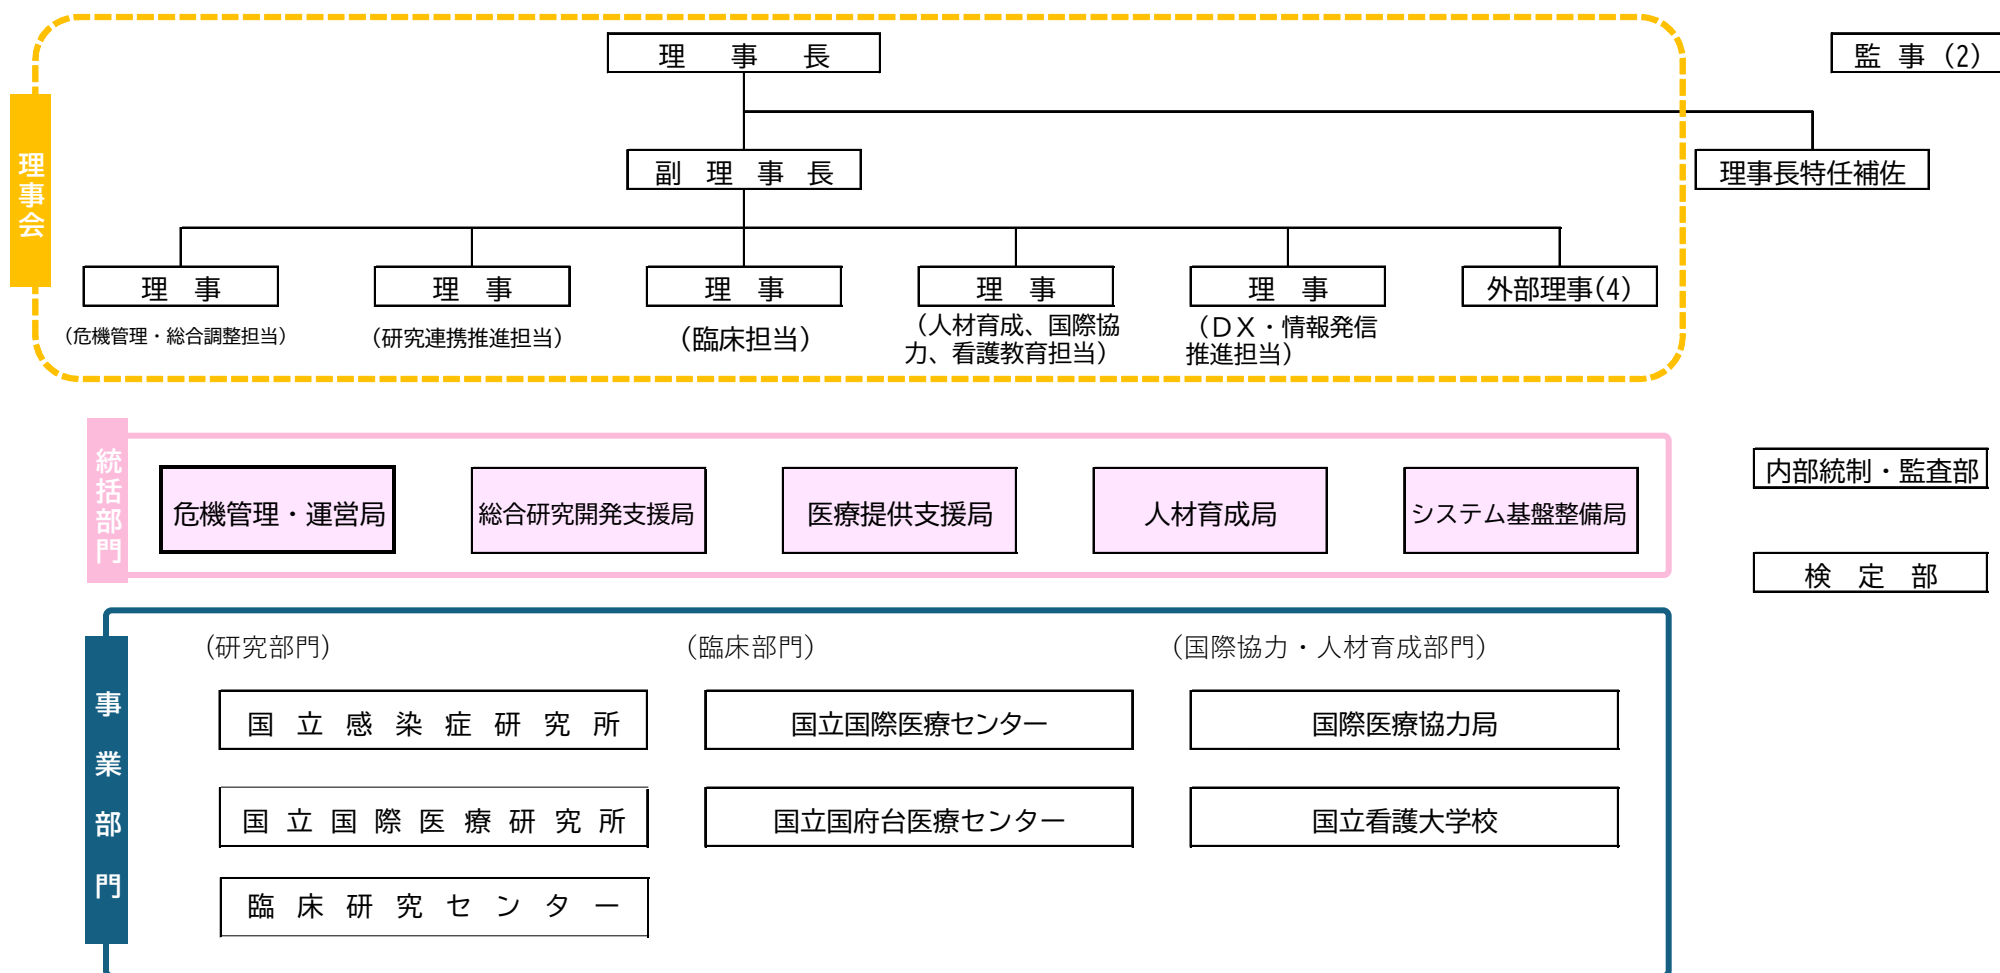 理事長
監事(2)
理事会
副理事長
理事長特任補佐
理事
理事
理事
理事
理事
外部理事(4)
(危機管理・総合調整担当)
(研究連携推進担当)
(臨床担当)
(人材育成、国際協
力、看護教育担当)
(DX・情報発信
推進担当)
統括部門
危機管理・運営局
総合研究開発支援局
医療提供支援局
人材育成局
システム基盤整備局
内部統制・監査部
検定部
事業部門
(研究部門)
(臨床部門)
(国際協力・人材育成部門)
国立感染症研究所
国立国際医療センター
国際医療協力局
国立国際医療研究所
国立国府台医療センター
国立看護大学校
臨床研究センター